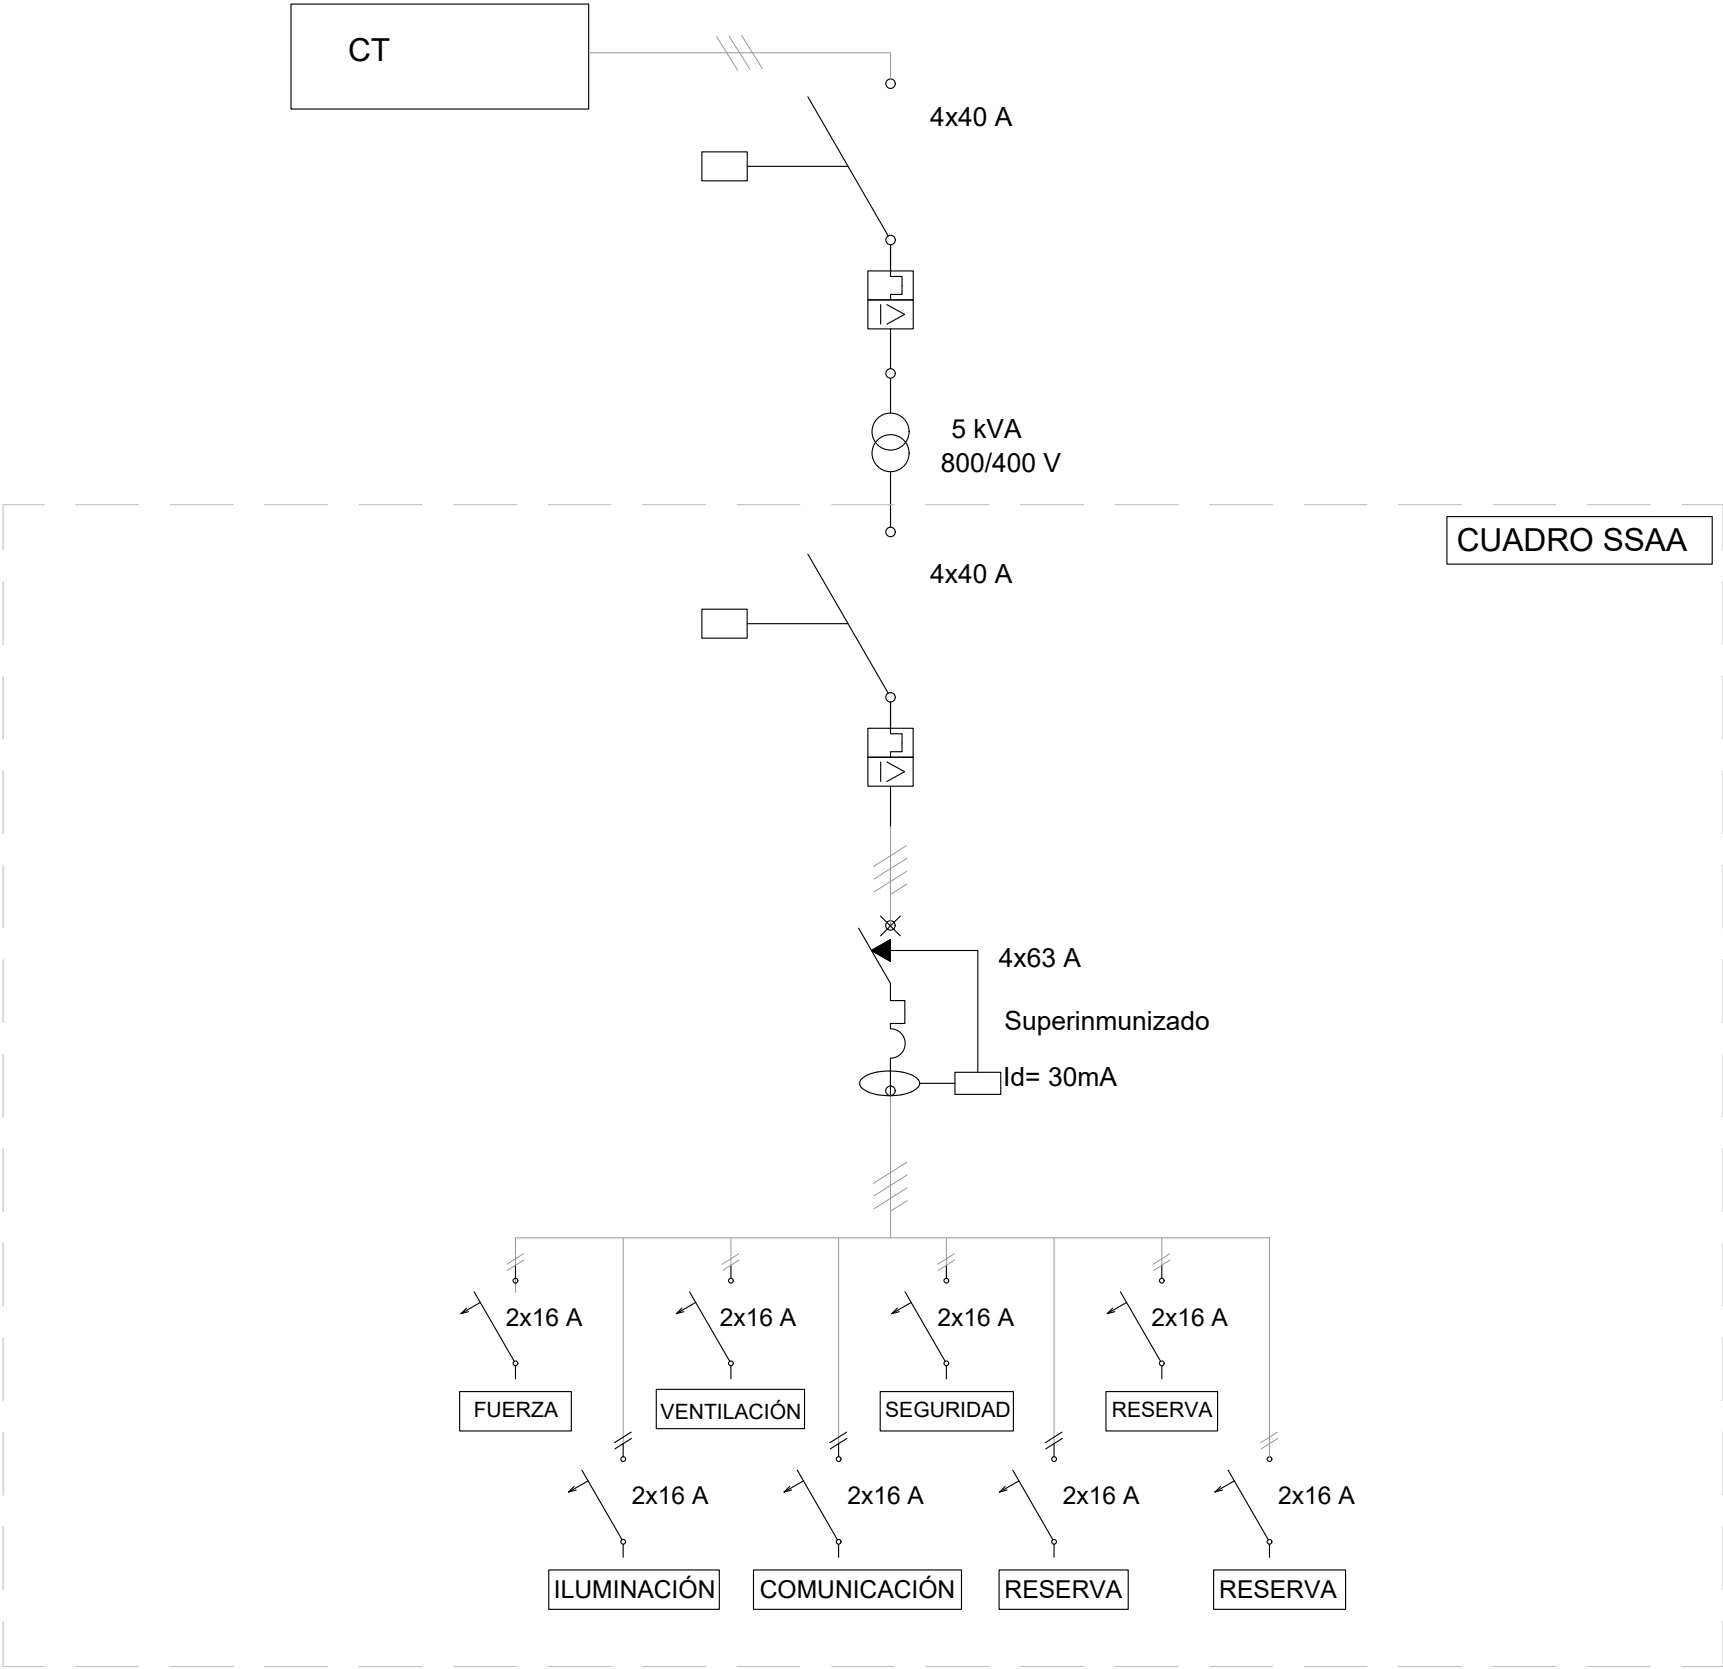 CT
4x40 A
5 kVA
800/400 V
CUADRO SSAA
4x40 A
4x63 A
Superinmunizado
Id= 30mA
2x16 A
2x16 A
2x16 A
2x16 A
FUERZA
VENTILACIÓN
SEGURIDAD
RESERVA
2x16 A
2x16 A
2x16 A
2x16 A
ILUMINACIÓN
COMUNICACIÓN
RESERVA
RESERVA